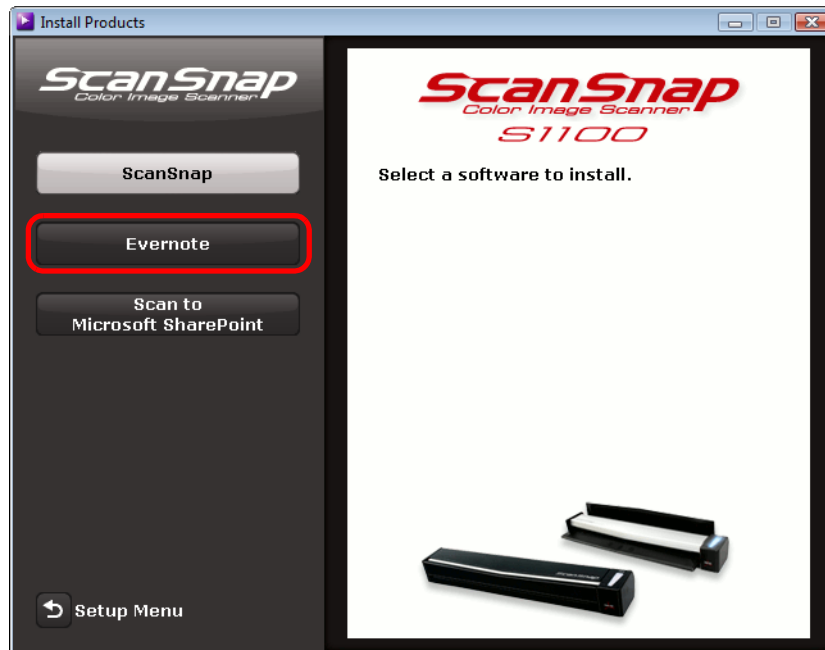 Install Products
ScanSnap
Color Image Scanner
ScanSnap
Evernote
Scan to
Microsoft SharePoint
Setup Menu
ScanSnap
Color Image Scanner
S1100
Select a software to install.